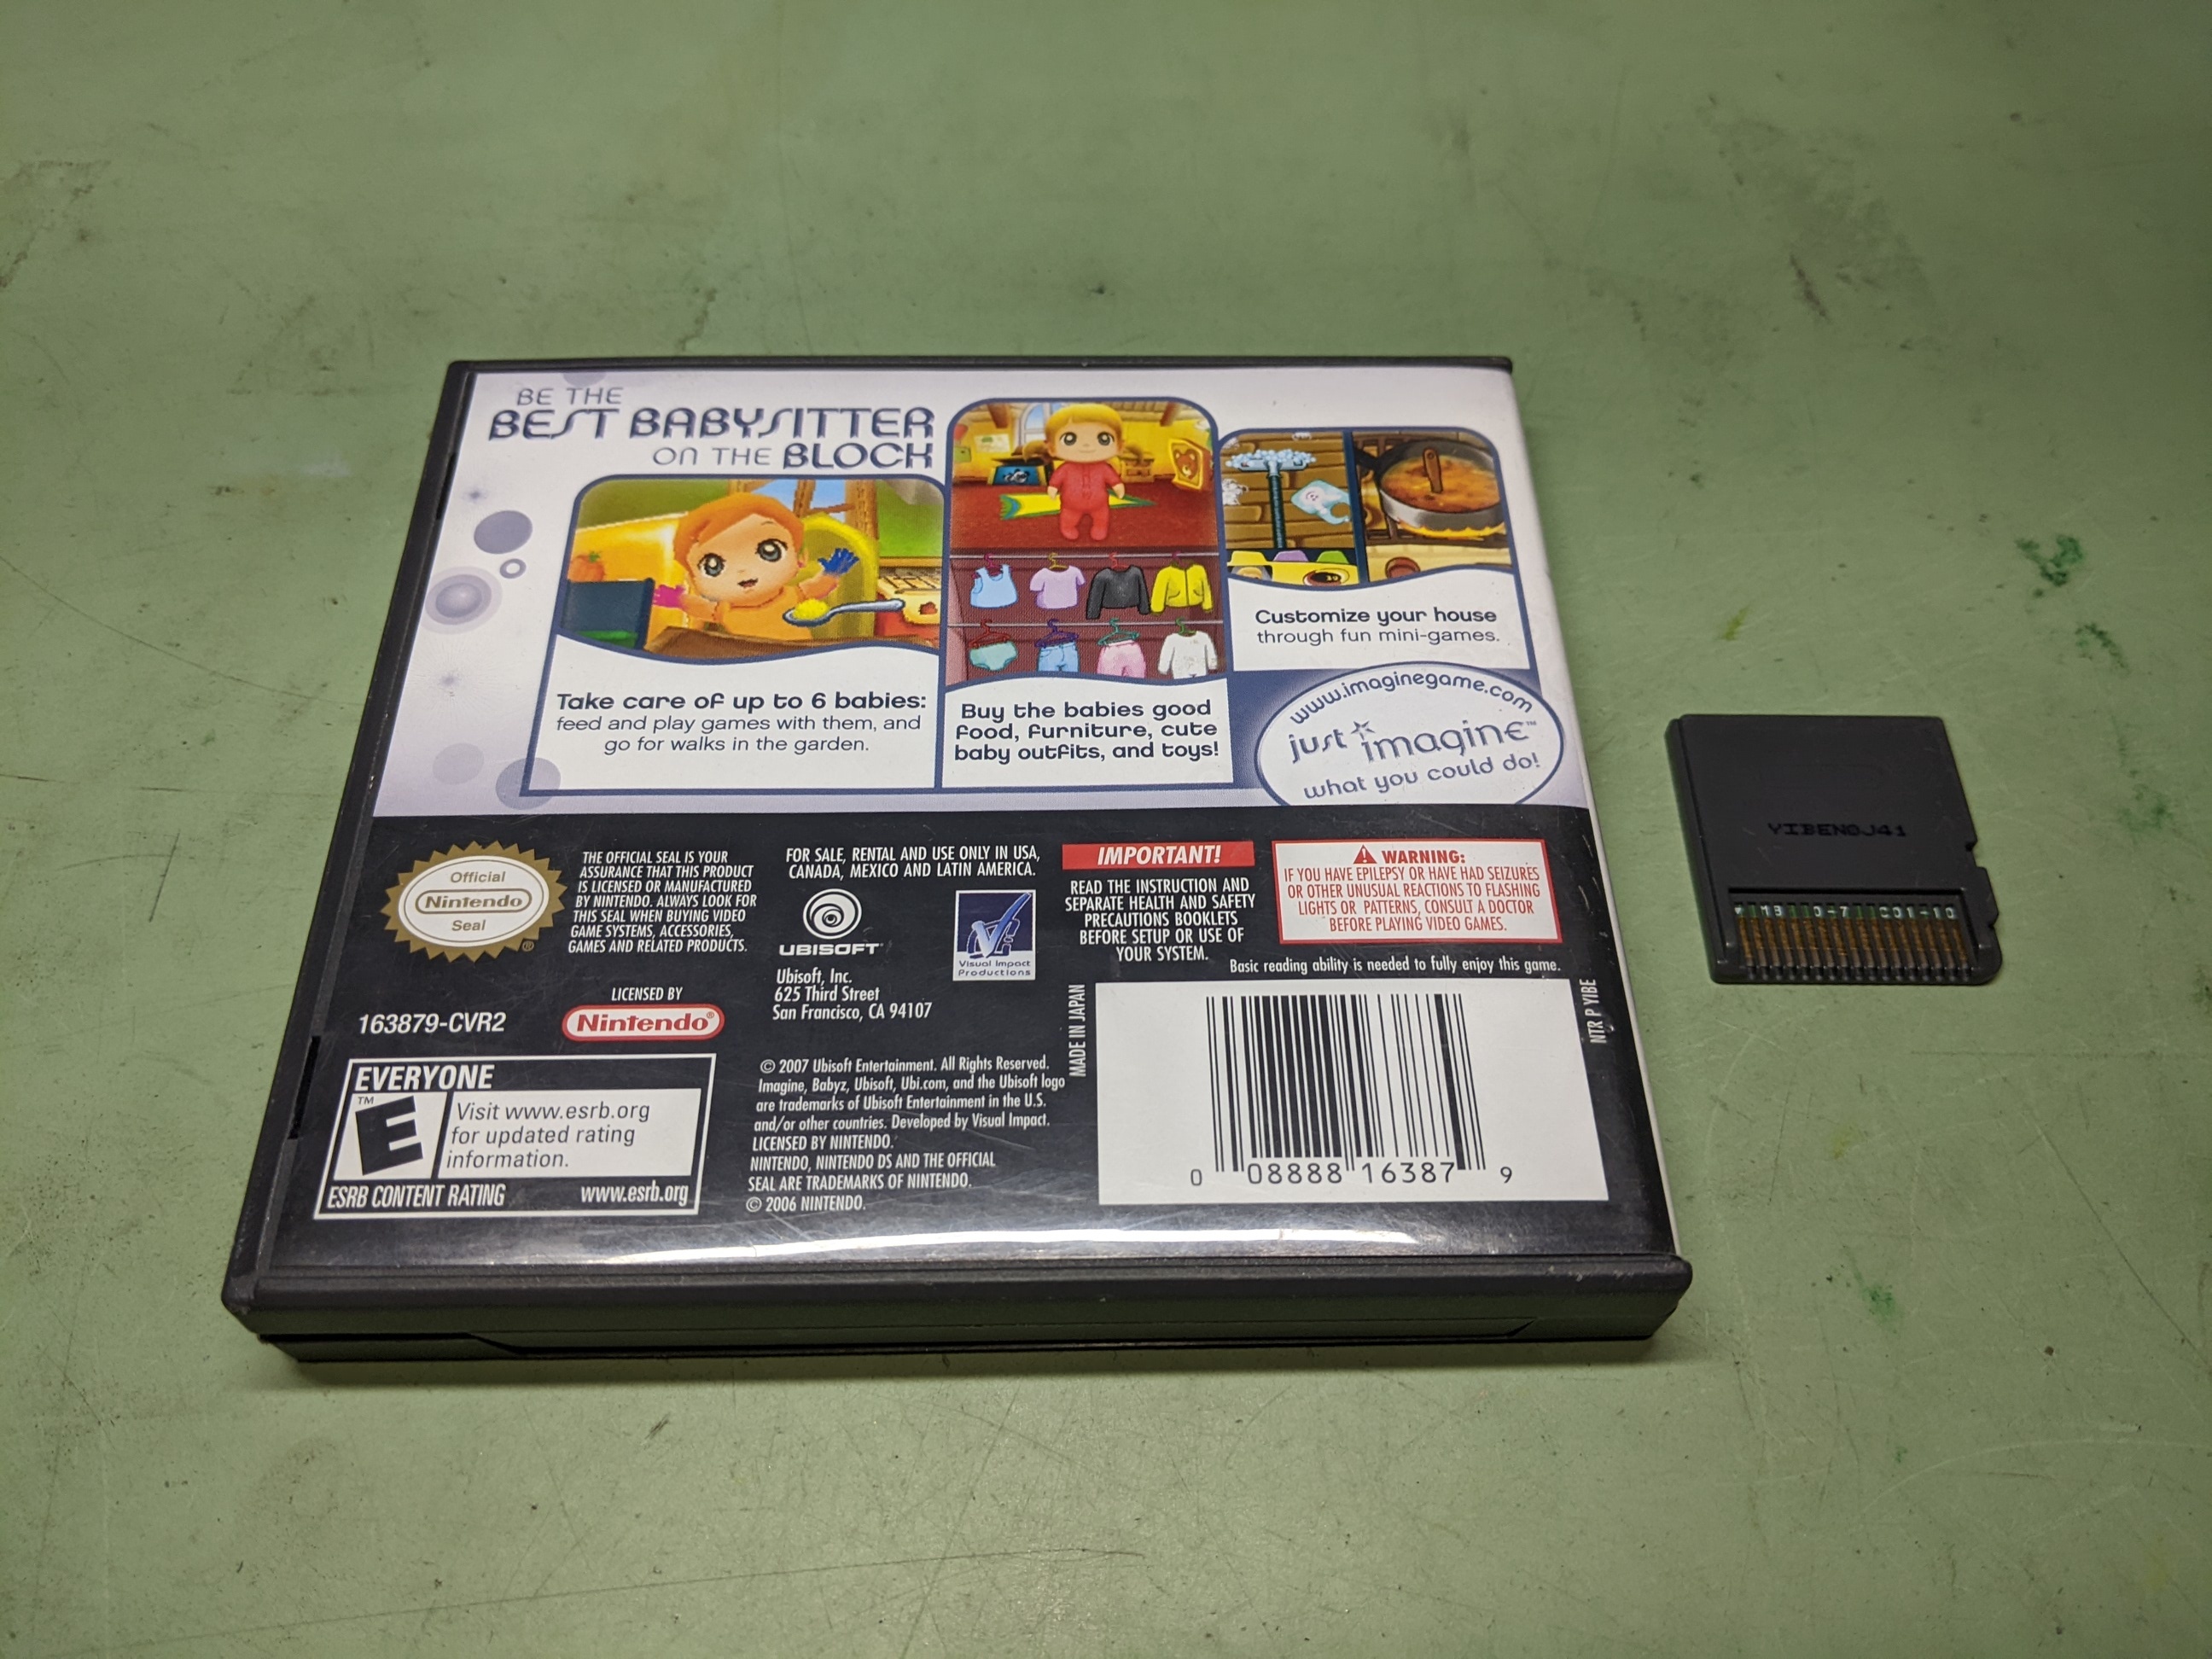 BE THE
BEST BABYSITTER
ON THE BLOCK
Take care of up to 6 babies:
feed and play games with them, and
go for walks in the garden.
Buy the babies good
food, furniture, cute
baby outfits, and toys!
Customize your house
through fun mini-games.
www.imaginegame.com
just imagine™
what you could do!
Official
Nintendo
Seal
®
THE OFFICIAL SEAL IS YOUR
ASSURANCE THAT THIS PRODUCT
IS LICENSED OR MANUFACTURED
BY NINTENDO. ALWAYS LOOK FOR
THIS SEAL WHEN BUYING VIDEO
GAME SYSTEMS, ACCESSORIES,
GAMES AND RELATED PRODUCTS.
163879-CVR2
LICENSED BY
Nintendo®
FOR SALE, RENTAL AND USE ONLY IN USA,
CANADA, MEXICO AND LATIN AMERICA.
UBISOFT
Ubisoft, Inc.
625 Third Street
San Francisco, CA 94107
Visual Impact
Productions
IMPORTANT!
READ THE INSTRUCTION AND
SEPARATE HEALTH AND SAFETY
PRECAUTIONS BOOKLETS
BEFORE SETUP OR USE OF
YOUR SYSTEM.
WARNING:
IF YOU HAVE EPILEPSY OR HAVE HAD SEIZURES
OR OTHER UNUSUAL REACTIONS TO FLASHING
LIGHTS OR PATTERNS, CONSULT A DOCTOR
BEFORE PLAYING VIDEO GAMES.
Basic reading ability is needed to fully enjoy this game.
EVERYONE
E
TM
Visit www.esrb.org
for updated rating
information.
ESRB CONTENT RATING www.esrb.org
© 2007 Ubisoft Entertainment. All Rights Reserved.
Imagine, Babyz, Ubisoft, Ubi.com, and the Ubisoft logo
are trademarks of Ubisoft Entertainment in the U.S.
and/or other countries. Developed by Visual Impact.
LICENSED BY NINTENDO.
NINTENDO, NINTENDO DS AND THE OFFICIAL
SEAL ARE TRADEMARKS OF NINTENDO.
© 2006 NINTENDO.
MADE IN JAPAN
0 08888 16387 9
NTR P YIBE
YIBEN0J41
C01-10